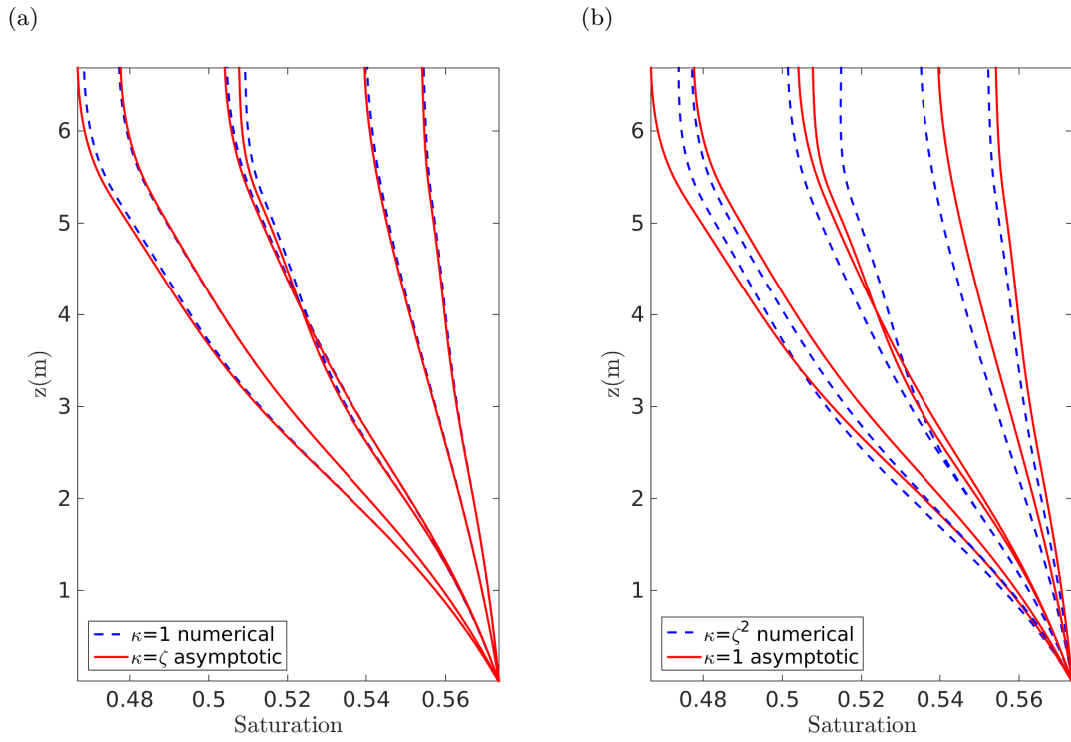 (a)
z(m)
6
5
4
3
2
1
κ=1 numerical
κ=ζ asymptotic
0.48 0.5 0.52 0.54 0.56
Saturation
(b)
z(m)
6
5
4
3
2
1
κ=ζ² numerical
κ=1 asymptotic
0.48 0.5 0.52 0.54 0.56
Saturation